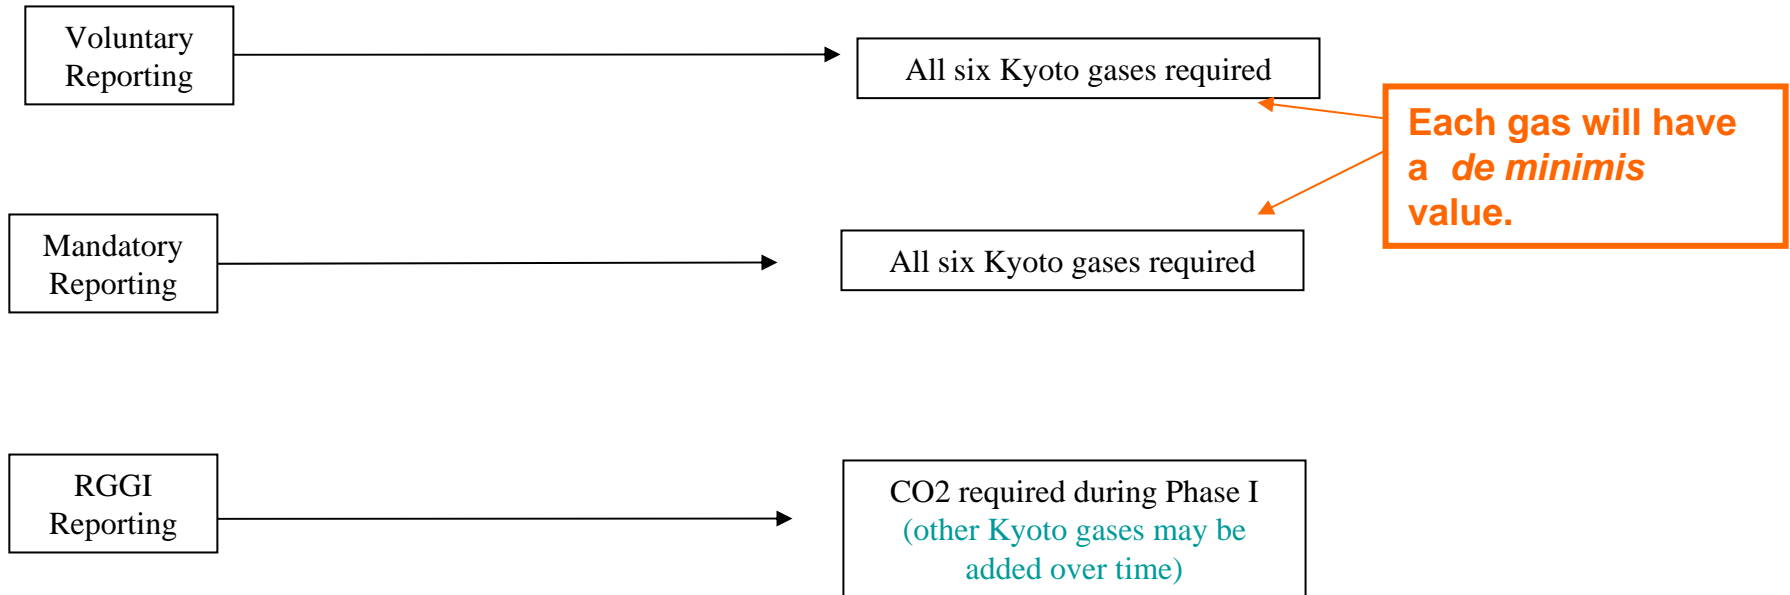 Voluntary
Reporting
All six Kyoto gases required
Each gas will have
a de minimis
value.
Mandatory
Reporting
All six Kyoto gases required
RGGI
Reporting
CO2 required during Phase I
(other Kyoto gases may be
added over time)